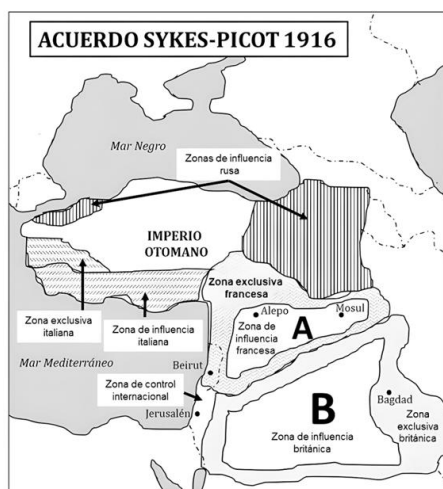 ACUERDO SYKES-PICOT 1916
Mar Negro
Zonas de influencia
rusa
IMPERIO
OTOMANO
Zona exclusiva
francesa
Alepo
Mosul
Zona de
influencia
francesa
A
Zona
exclusiva
italiana
Zona de
influencia
italiana
Mar Mediterráneo
Beirut
Zona de control
internacional
Jerusalén
B
Zona de influencia
británica
Bagdad
Zona
exclusiva
británica